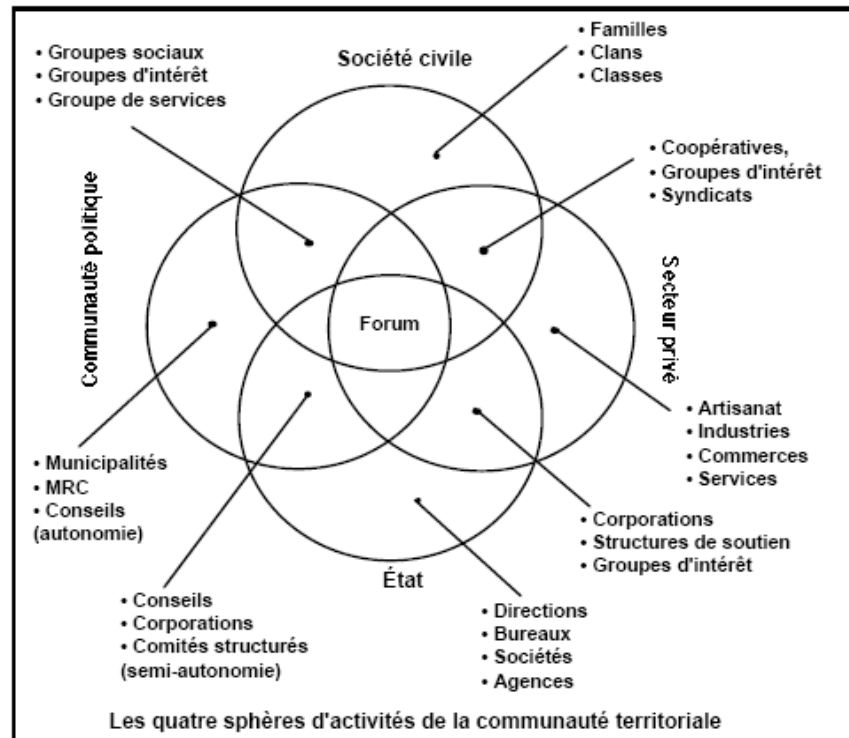 • Groupes sociaux
• Groupes d'intérêt
• Groupe de services
Société civile
• Familles
• Clans
• Classes
• Coopératives,
• Groupes d'intérêt
• Syndicats
Communauté politique
Secteur privé
Forum
• Artisanat
• Industries
• Commerces
• Services
• Municipalités
• MRC
• Conseils
(autonomie)
• Corporations
• Structures de soutien
• Groupes d'intérêt
État
• Conseils
• Corporations
• Comités structurés
(semi-autonomie)
• Directions
• Bureaux
• Sociétés
• Agences
Les quatre sphères d'activités de la communauté territoriale